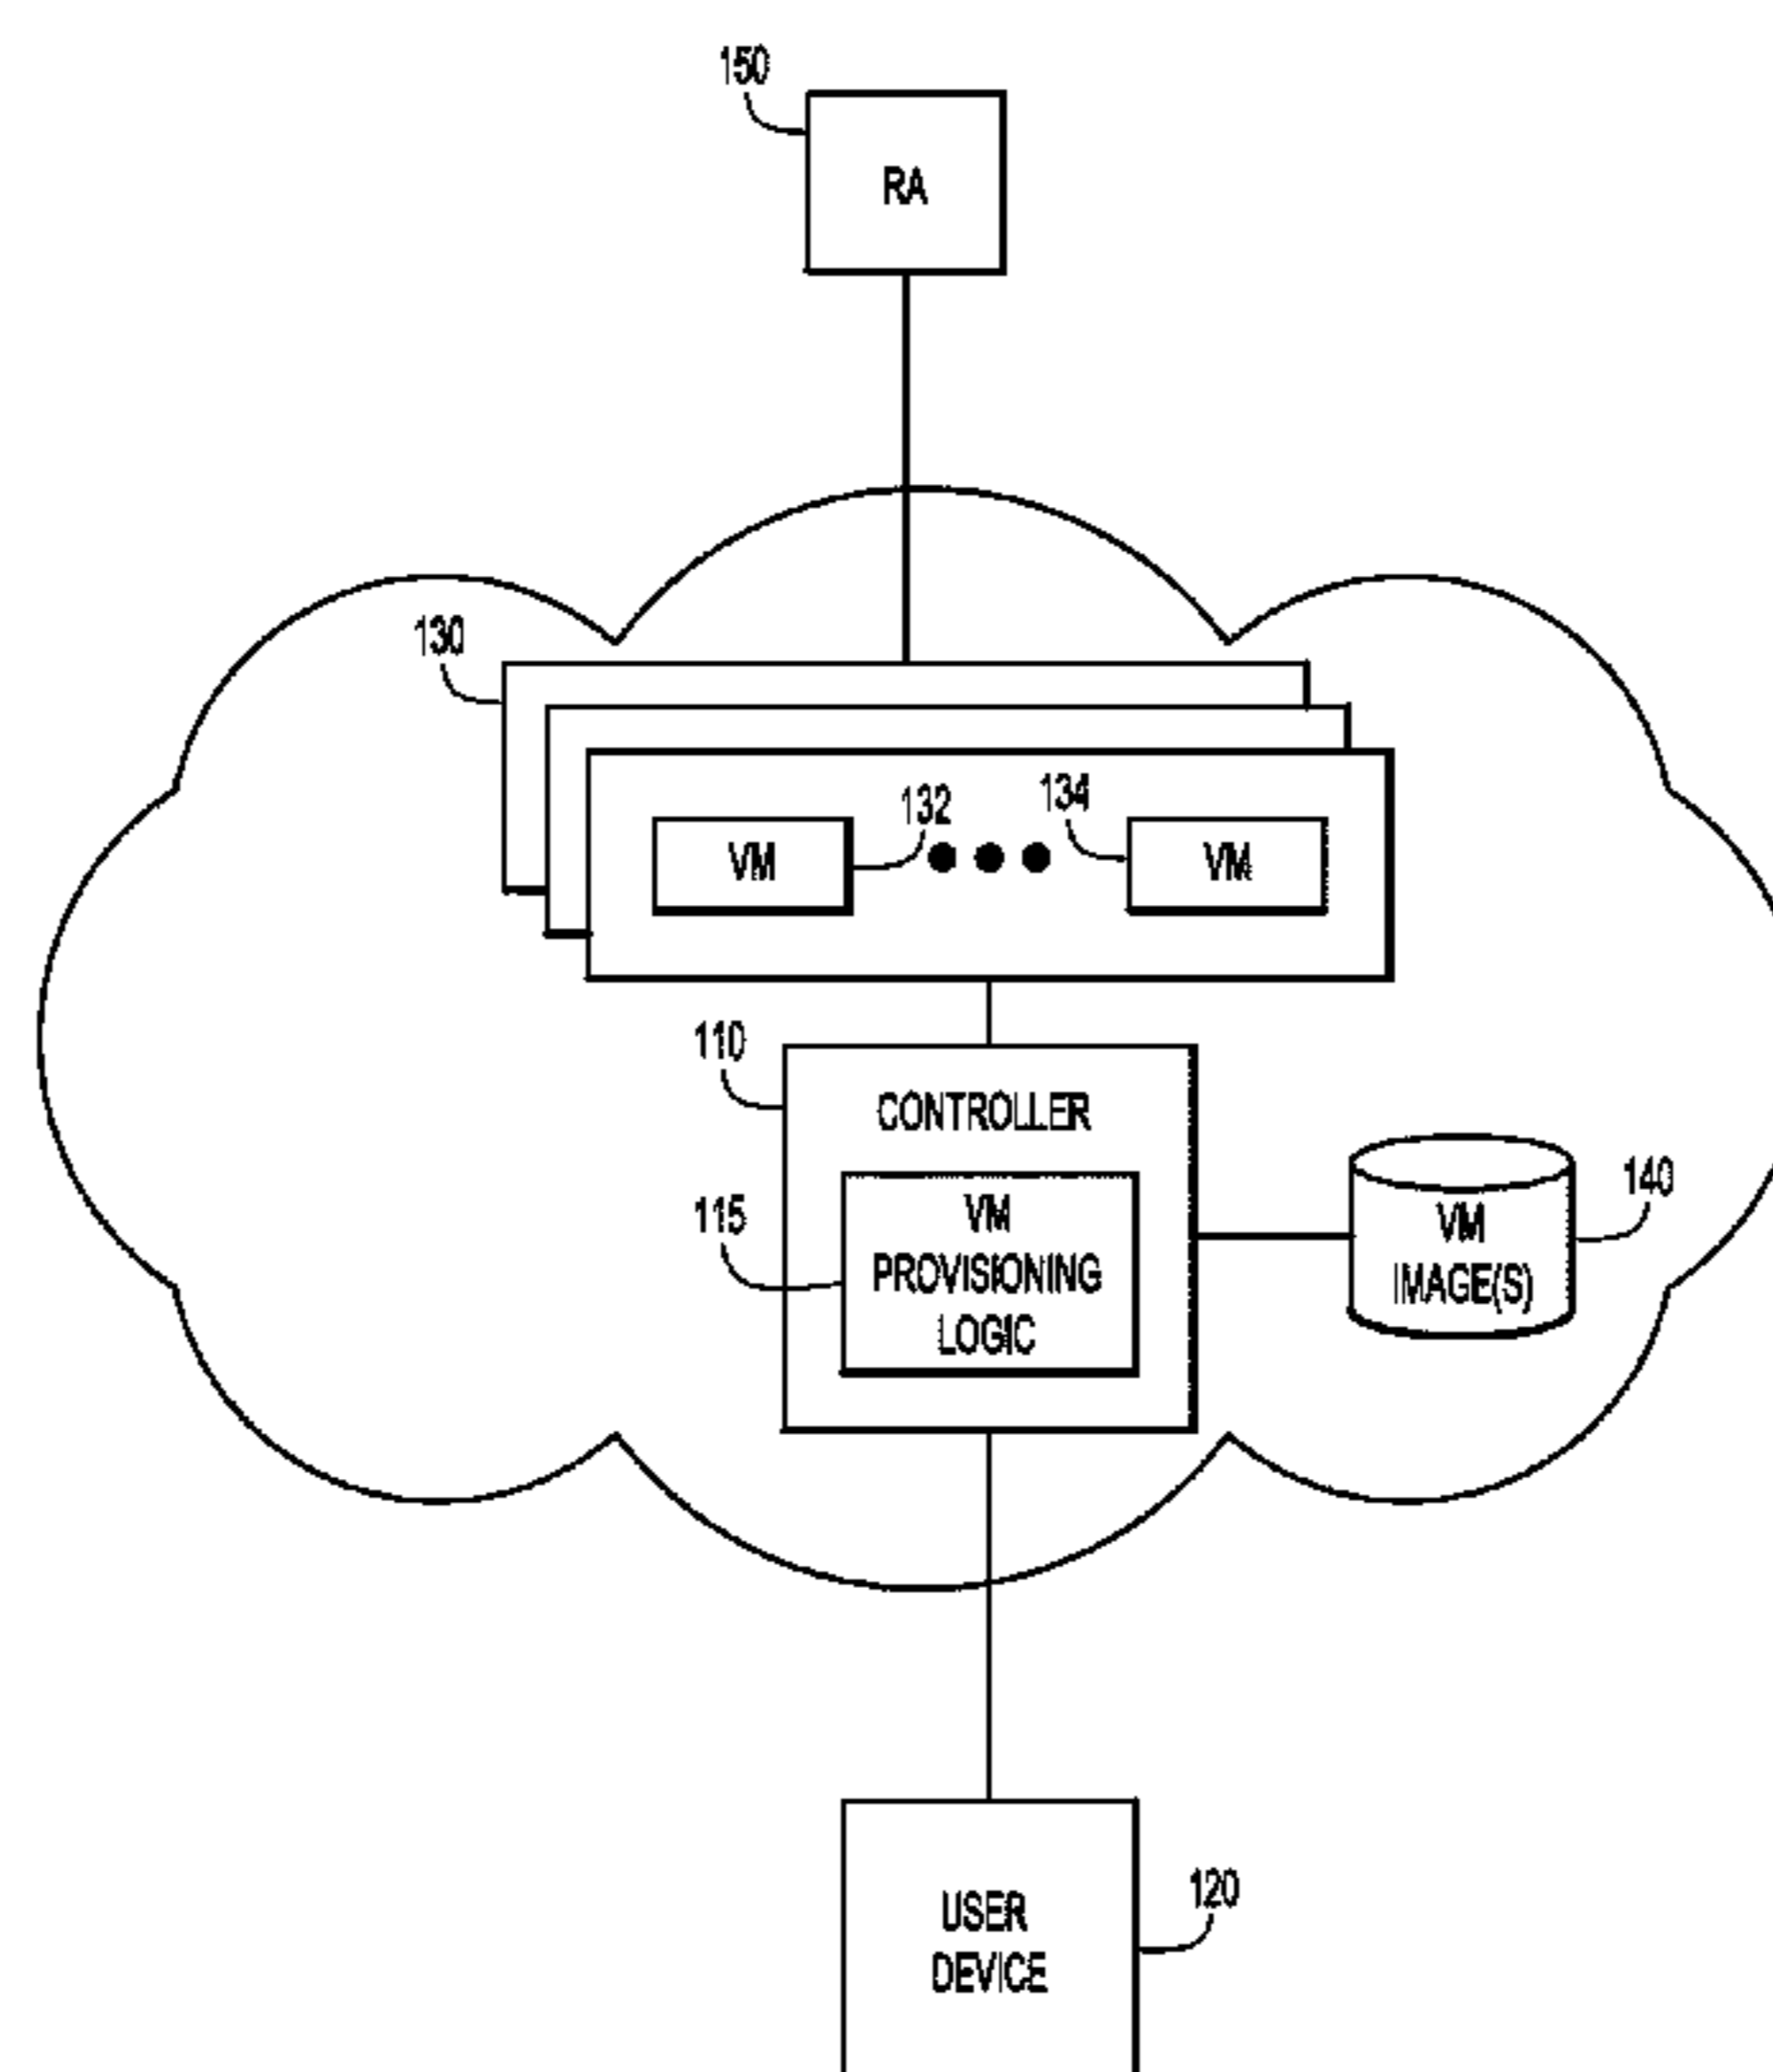 150
RA
130
132
134
VM
VM
110
CONTROLLER
115
VM
PROVISIONING
LOGIC
VM
IMAGE(S)
140
USER
DEVICE
120